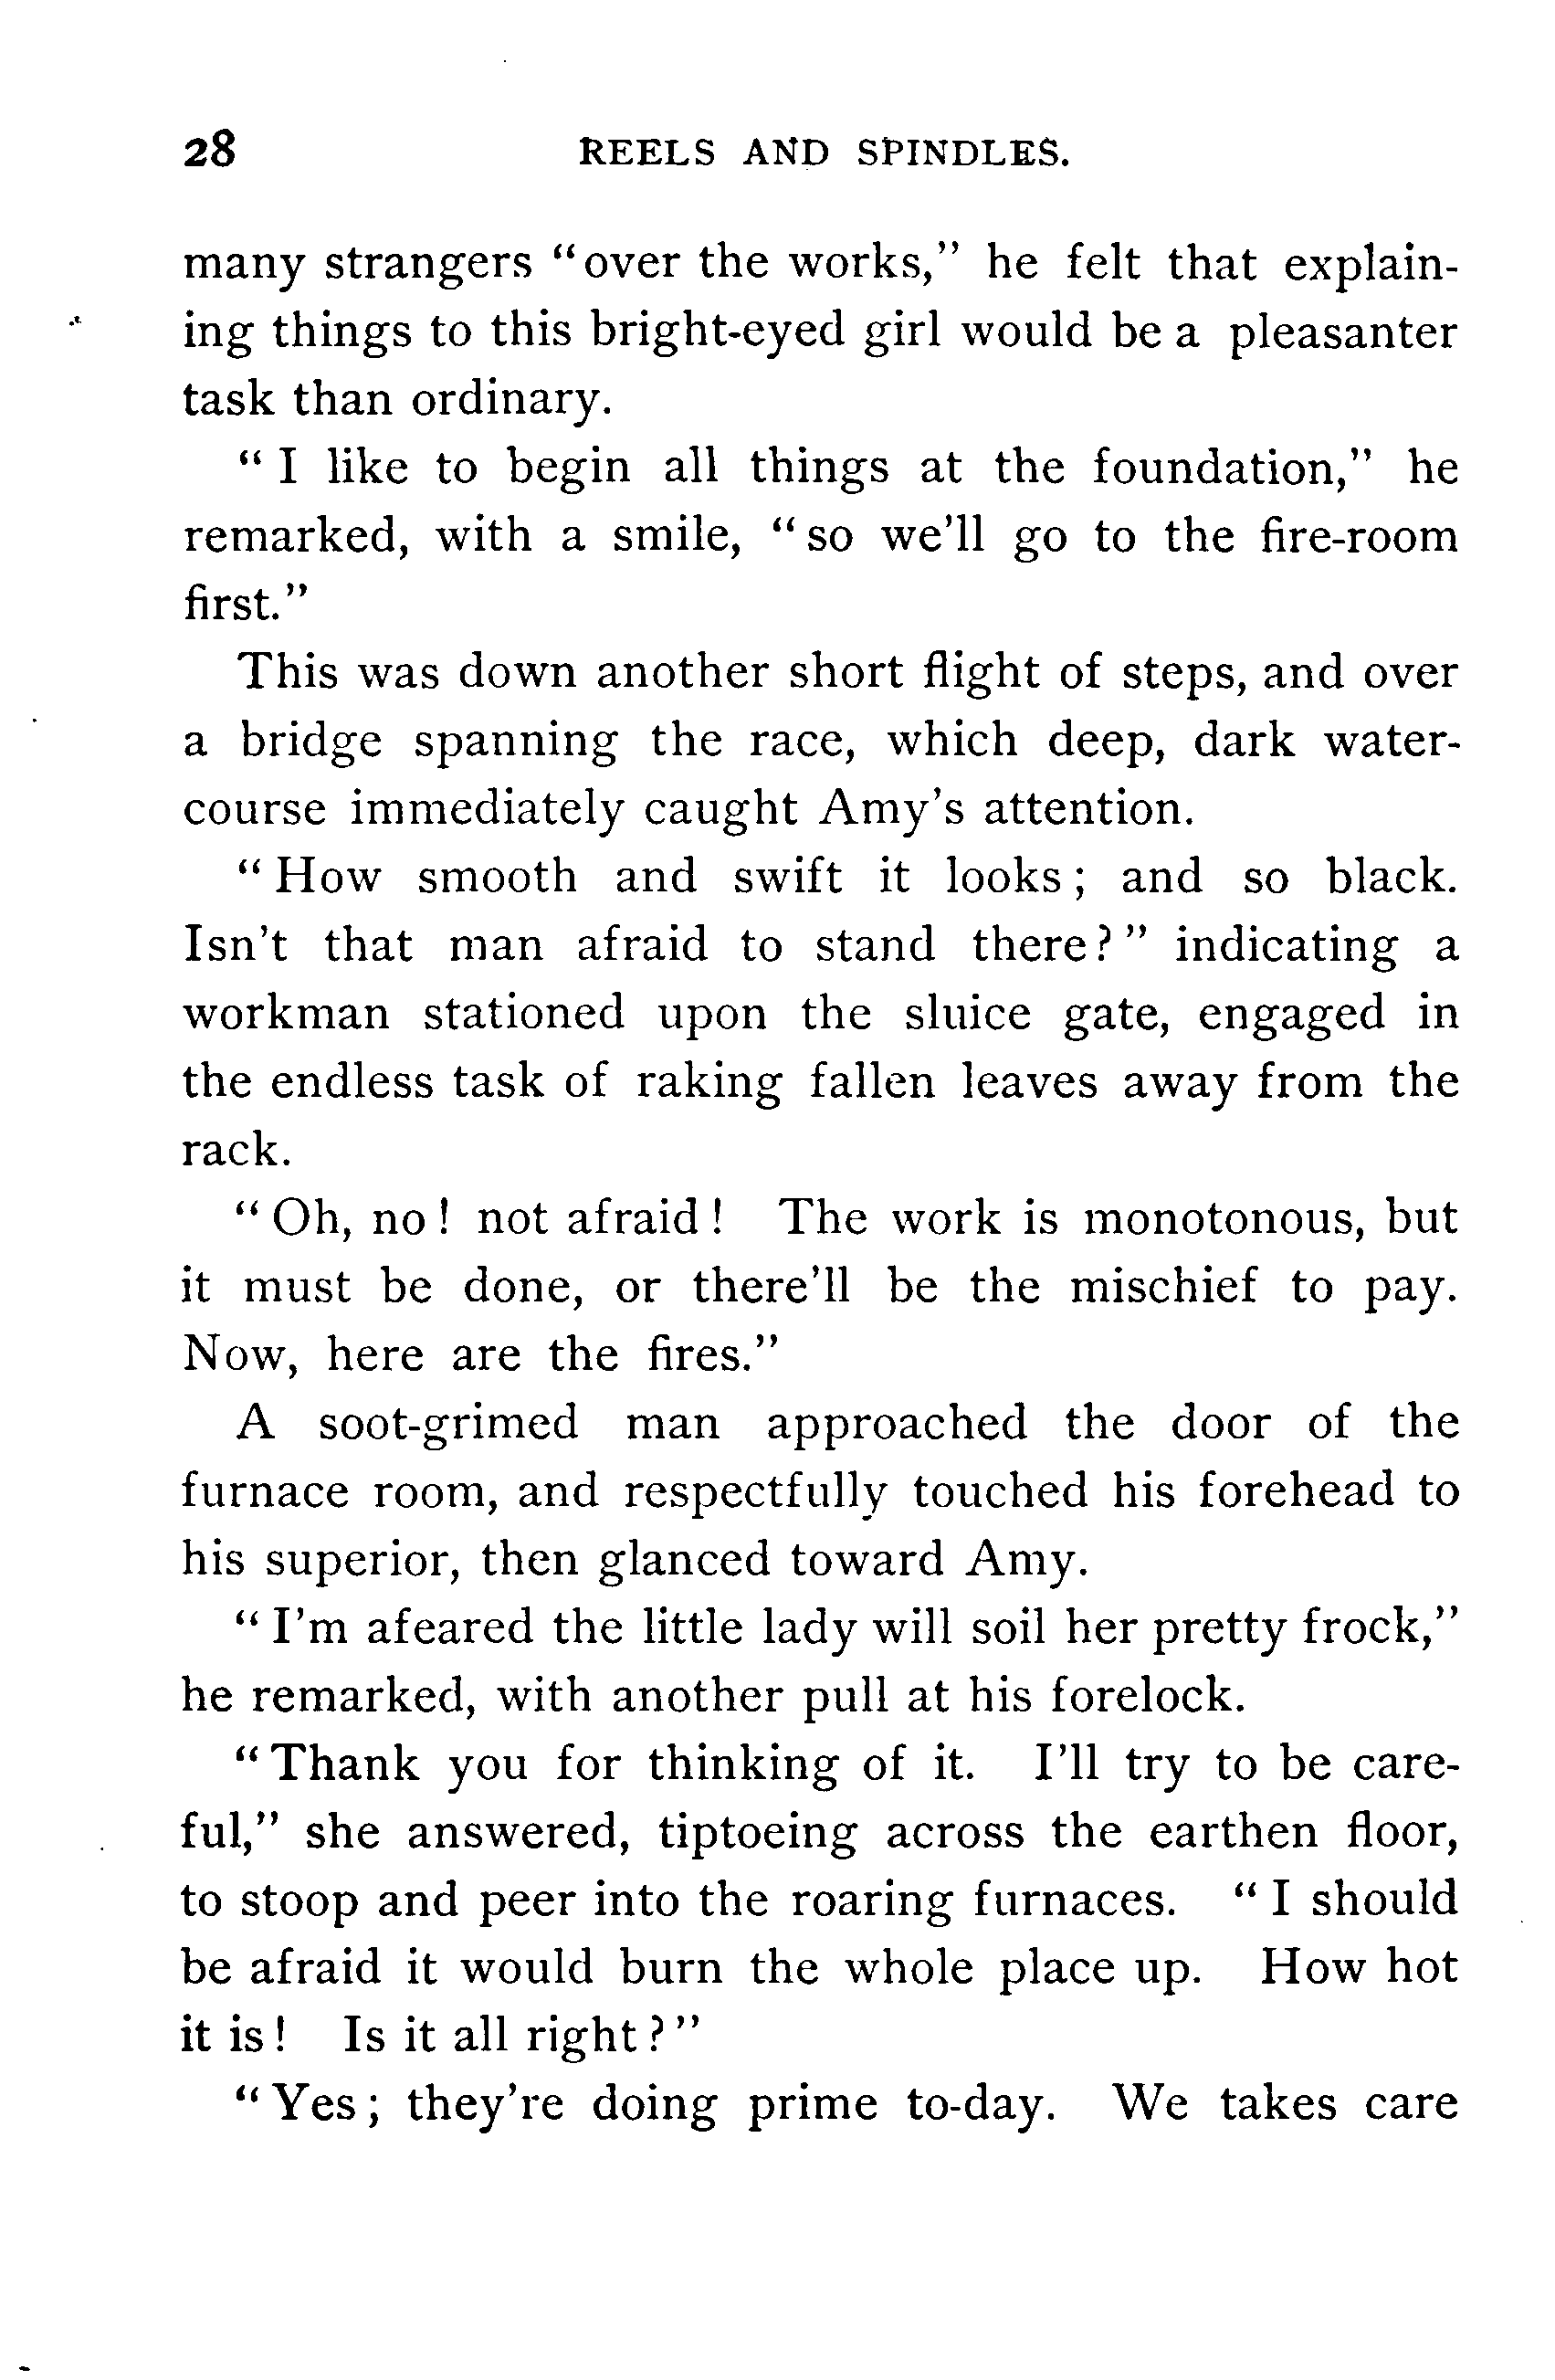 28 REELS AND SPINDLES.
many strangers "over the works," he felt that explain-
ing things to this bright-eyed girl would be a pleasanter
task than ordinary.
"I like to begin all things at the foundation," he
remarked, with a smile, "so we'll go to the fire-room
first."
This was down another short flight of steps, and over
a bridge spanning the race, which deep, dark water-
course immediately caught Amy's attention.
"How smooth and swift it looks; and so black.
Isn't that man afraid to stand there?" indicating a
workman stationed upon the sluice gate, engaged in
the endless task of raking fallen leaves away from the
rack.
"Oh, no! not afraid! The work is monotonous, but
it must be done, or there'll be the mischief to pay.
Now, here are the fires."
A soot-grimed man approached the door of the
furnace room, and respectfully touched his forehead to
his superior, then glanced toward Amy.
"I'm afeared the little lady will soil her pretty frock,"
he remarked, with another pull at his forelock.
"Thank you for thinking of it. I'll try to be care-
ful," she answered, tiptoeing across the earthen floor,
to stoop and peer into the roaring furnaces. "I should
be afraid it would burn the whole place up. How hot
it is! Is it all right?"
"Yes; they're doing prime to-day. We takes care